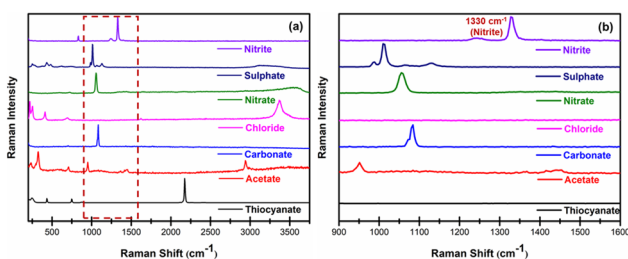 (a)
Nitrite
Sulphate
Nitrate
Chloride
Carbonate
Acetate
Thiocyanate
Raman Intensity
500 1000 1500 2000 2500 3000 3500
Raman Shift (cm-1)
(b)
1330 cm-1
(Nitrite)
Nitrite
Sulphate
Nitrate
Chloride
Carbonate
Acetate
Thiocyanate
Raman Intensity
900 1000 1100 1200 1300 1400 1500 1600
Raman Shift (cm-1)